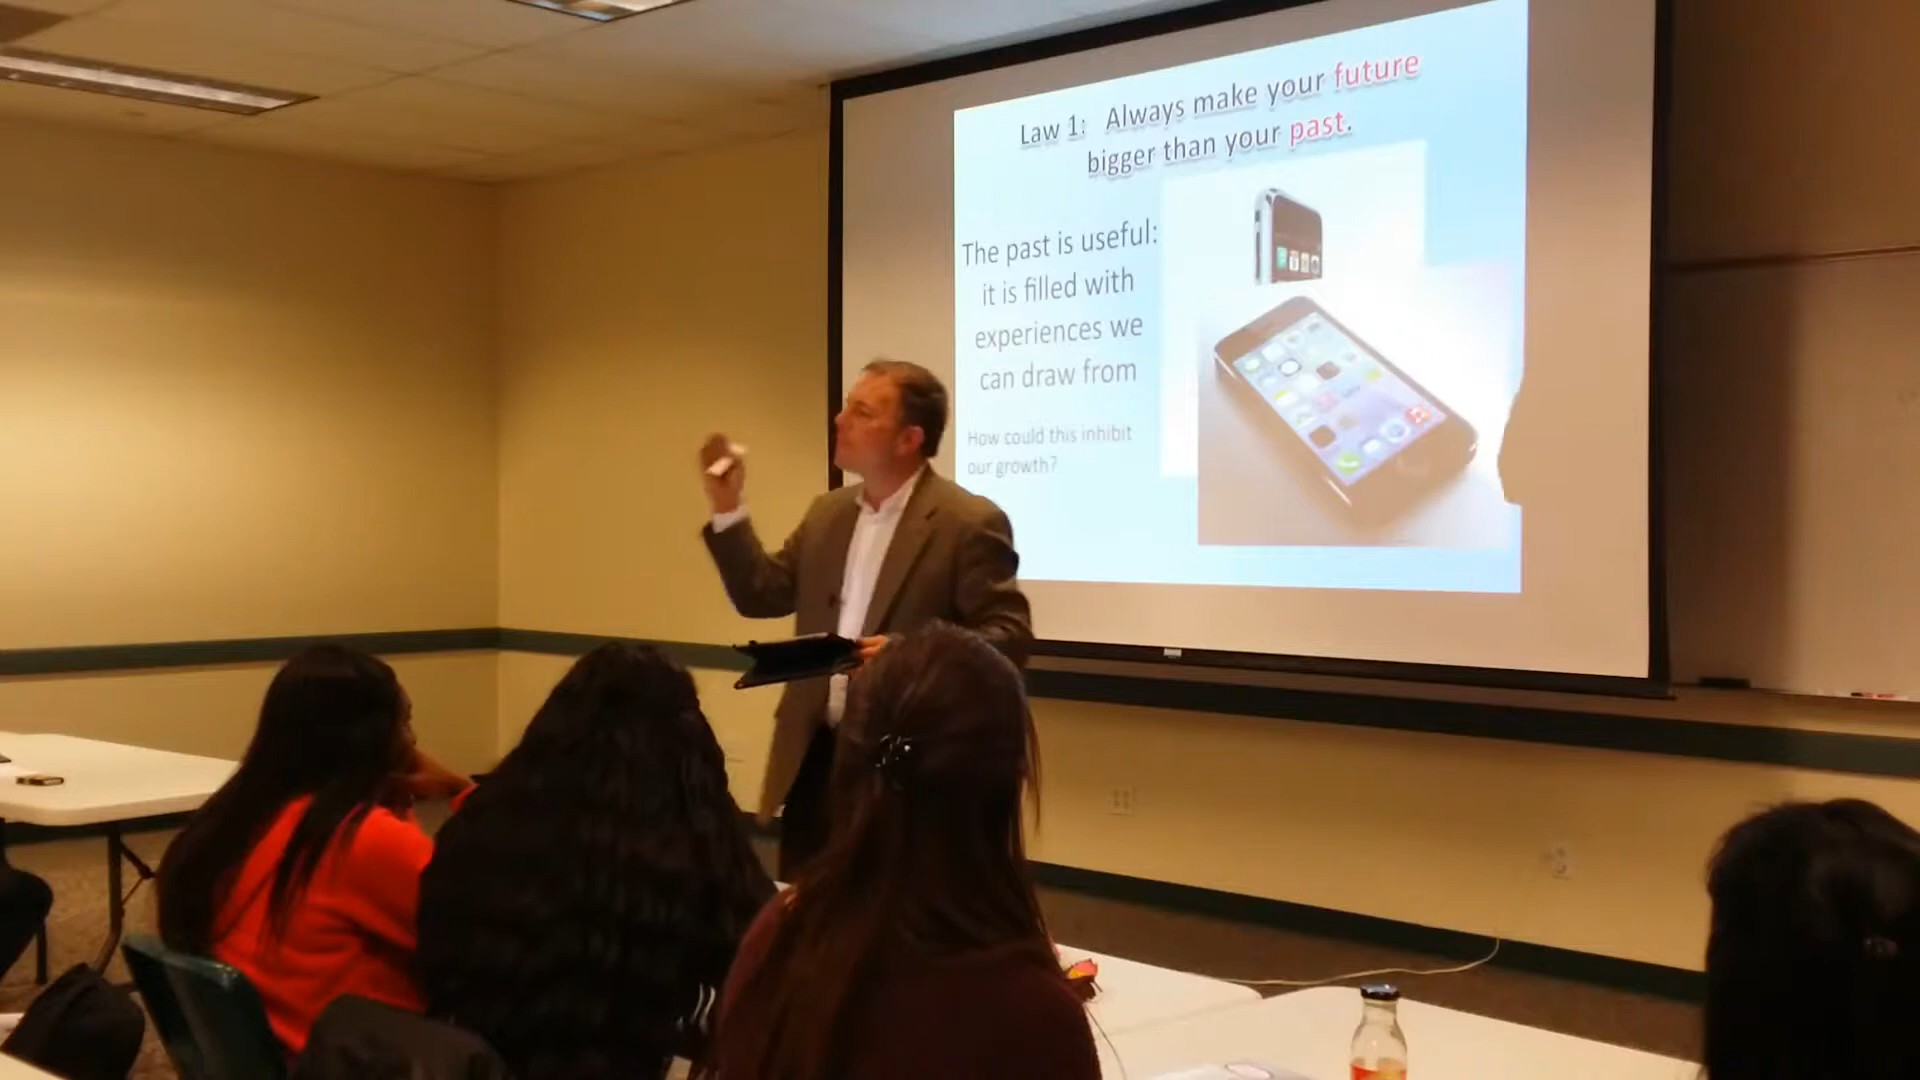 Law 1: Always make your future
bigger than your past.
The past is useful:
it is filled with
experiences we
can draw from
How could this inhibit
our growth?